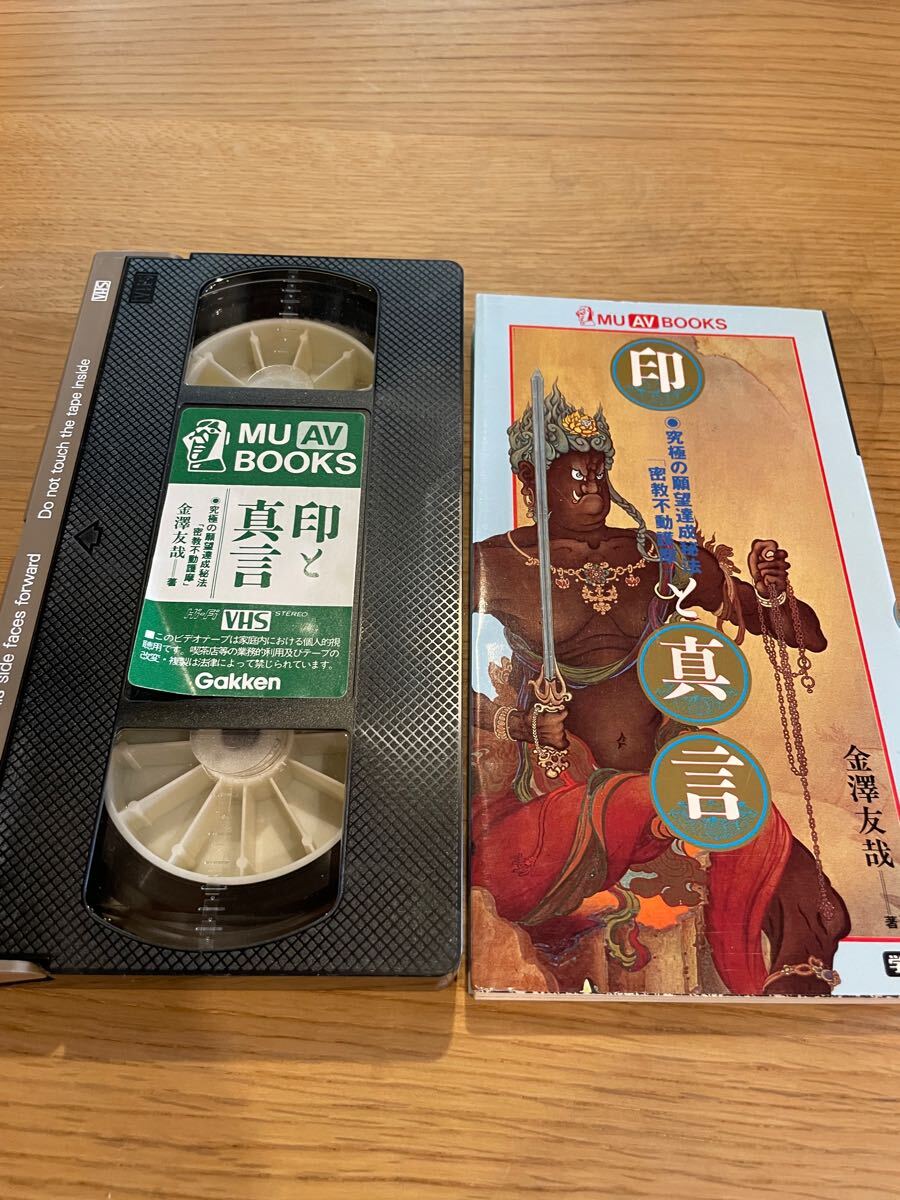 VHS
Do not touch the tape inside
side faces forward
MU AV
BOOKS
印と
真言
●究極の願望達成秘法
「密教不動護摩」
金澤友哉──著
Hi-Fi VHS STEREO
■このビデオテープは家庭内における個人的視
聴用です。喫茶店等の業務的利用及びテープの
改変・複製は法律によって禁じられています。
Gakken
MU AV BOOKS
印と真言
●究極の願望達成秘法
「密教不動護摩」
金澤友哉──著